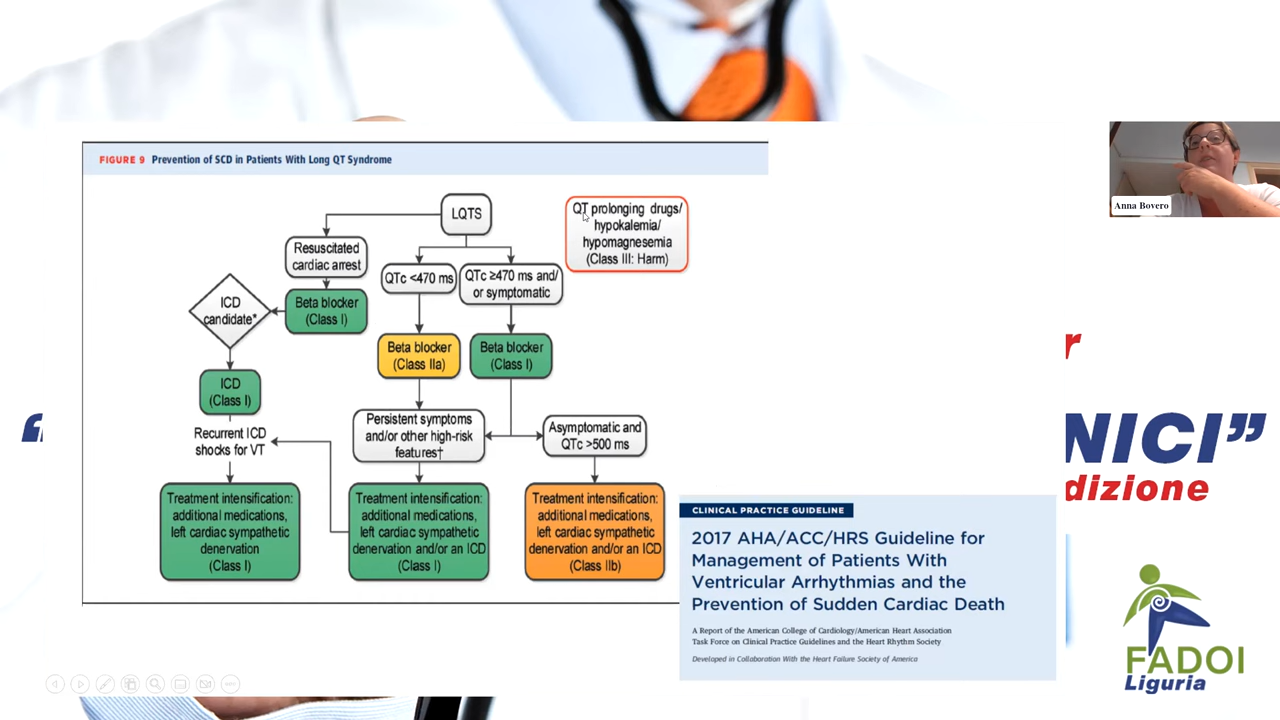 FIGURE 9 Prevention of SCD in Patients With Long QT Syndrome
LQTS
QT prolonging drugs/
hypokalemia/
hypomagnesemia
(Class III: Harm)
Resuscitated
cardiac arrest
QTc <470 ms
QTc ≥470 ms and/
or symptomatic
ICD
candidate*
Beta blocker
(Class I)
Beta blocker
(Class IIa)
Beta blocker
(Class I)
ICD
(Class I)
Recurrent ICD
shocks for VT
Persistent symptoms
and/or other high-risk
features†
Asymptomatic and
QTc >500 ms
Treatment intensification:
additional medications,
left cardiac sympathetic
denervation
(Class I)
Treatment intensification:
additional medications,
left cardiac sympathetic
denervation and/or an ICD
(Class I)
Treatment intensification:
additional medications,
left cardiac sympathetic
denervation and/or an ICD
(Class IIb)
CLINICAL PRACTICE GUIDELINE
2017 AHA/ACC/HRS Guideline for
Management of Patients With
Ventricular Arrhythmias and the
Prevention of Sudden Cardiac Death
A Report of the American College of Cardiology/American Heart Association
Task Force on Clinical Practice Guidelines and the Heart Rhythm Society
Developed in Collaboration With the Heart Failure Society of America
Anna Bovero
r
“
NICI”
dizione
FADOI
Liguria